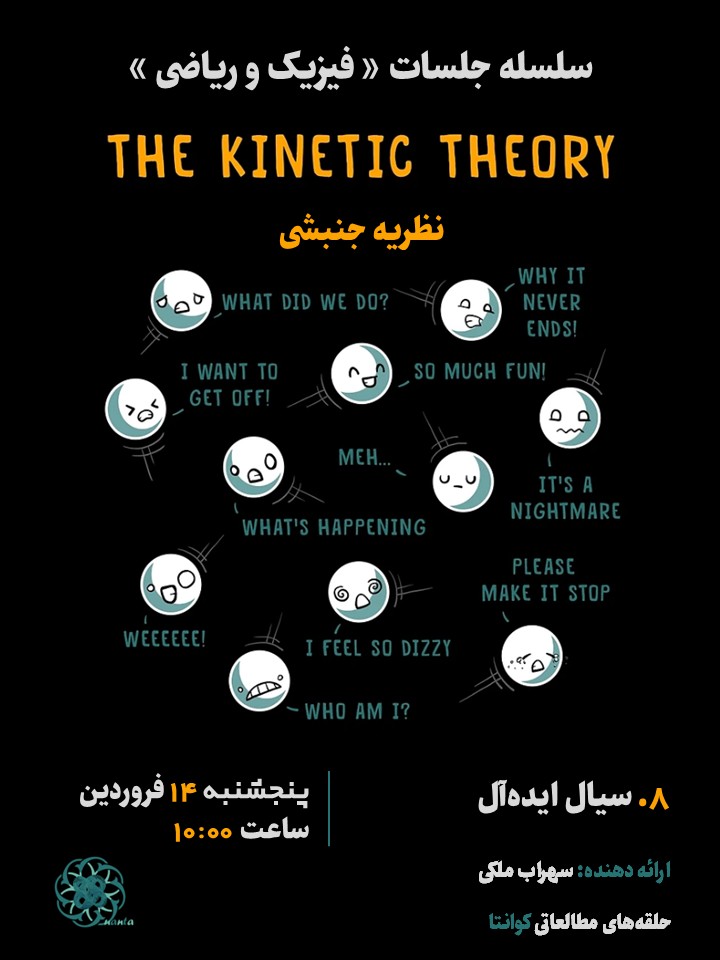 سلسله جلسات « فیزیک و ریاضی »
THE KINETIC THEORY
نظریه جنبشی
WHAT DID WE DO?
WHY IT
NEVER
ENDS!
I WANT TO
GET OFF!
SO MUCH FUN!
MEH...
IT'S A
NIGHTMARE
WHAT'S HAPPENING
PLEASE
MAKE IT STOP
WEEEEEE!
I FEEL SO DIZZY
WHO AM I?
۰۸ سیال ایده‌آل
پنجشنبه ۱۴ فروردین
ساعت ۱۰:۰۰
ارائه دهنده: سهراب ملکی
حلقه‌های مطالعاتی کوانتا